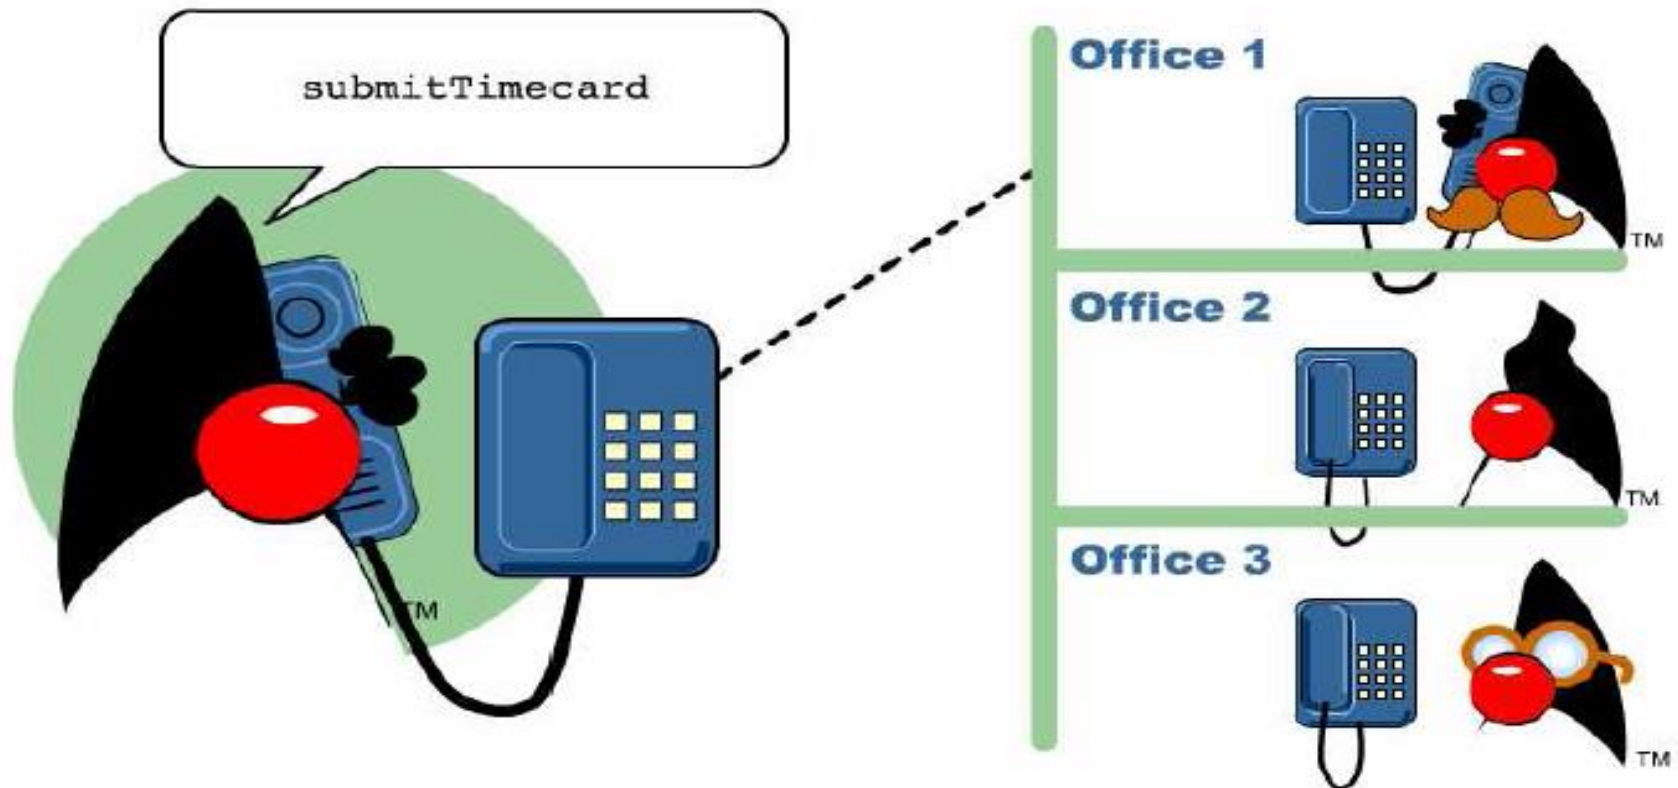 submitTimecard
TM
Office 1
TM
Office 2
TM
Office 3
TM